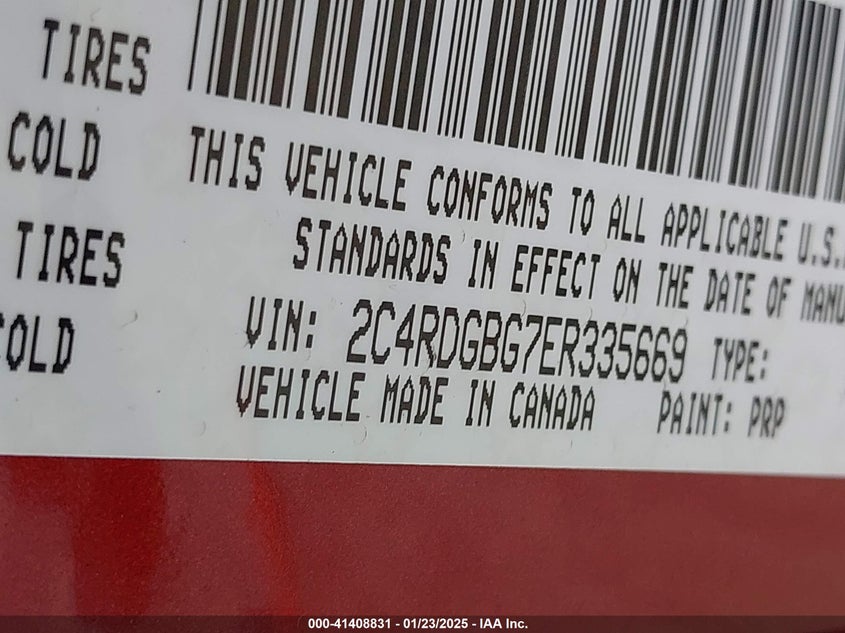 TIRES
COLD
THIS VEHICLE CONFORMS TO ALL APPLICABLE U.S.
TIRES
STANDARDS IN EFFECT ON THE DATE OF MANU
COLD
VIN: 2C4RDGBG7ER335669 TYPE:
VEHICLE MADE IN CANADA PAINT: PRP
000-41408831 - 01/23/2025 - IAA Inc.